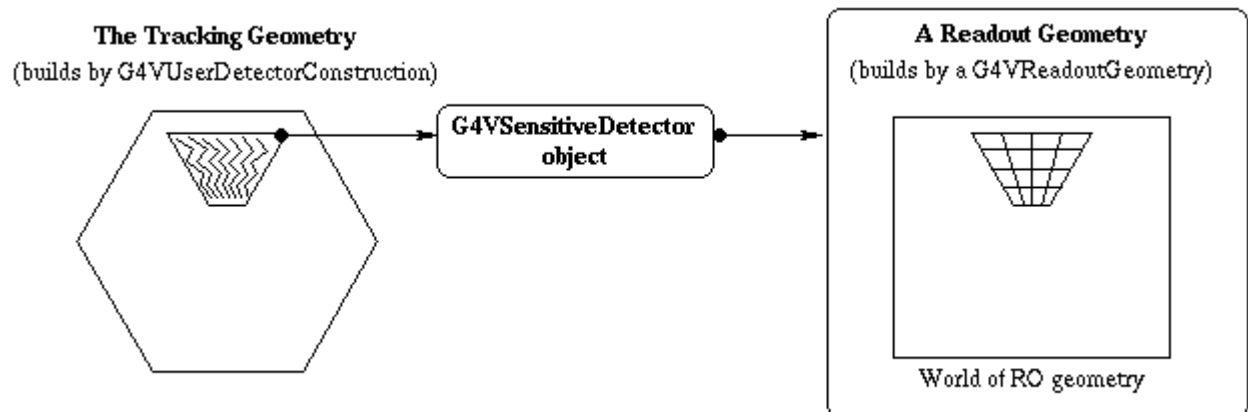 The Tracking Geometry
(builds by G4VUserDetectorConstruction)
G4VSensitiveDetector
object
A Readout Geometry
(builds by a G4VReadoutGeometry)
World of RO geometry